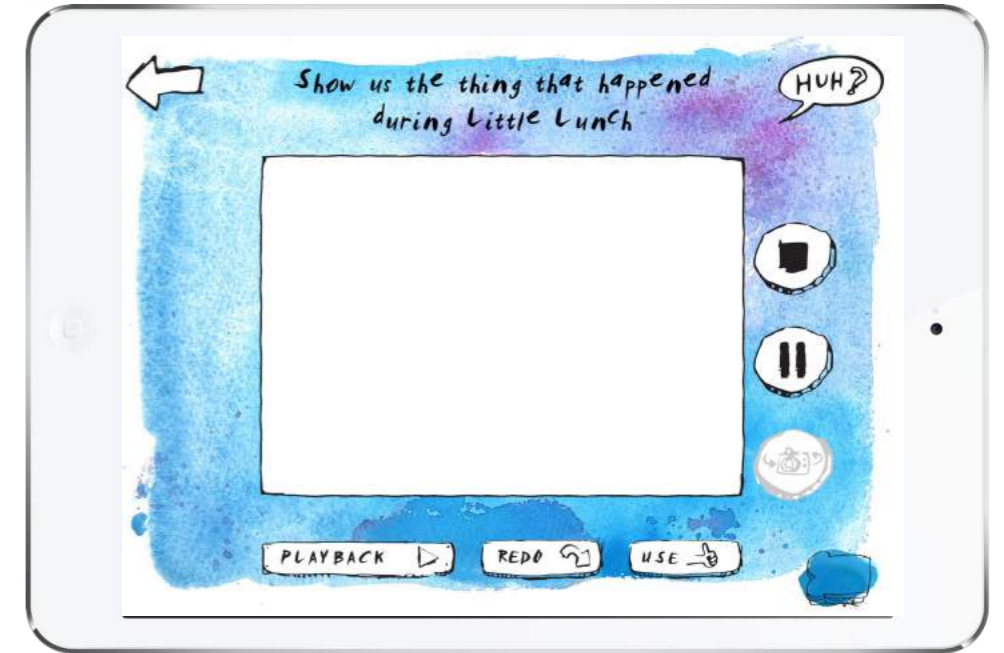 Show us the thing that happened
during Little Lunch
HUH?
PLAYBACK
REDO
USE